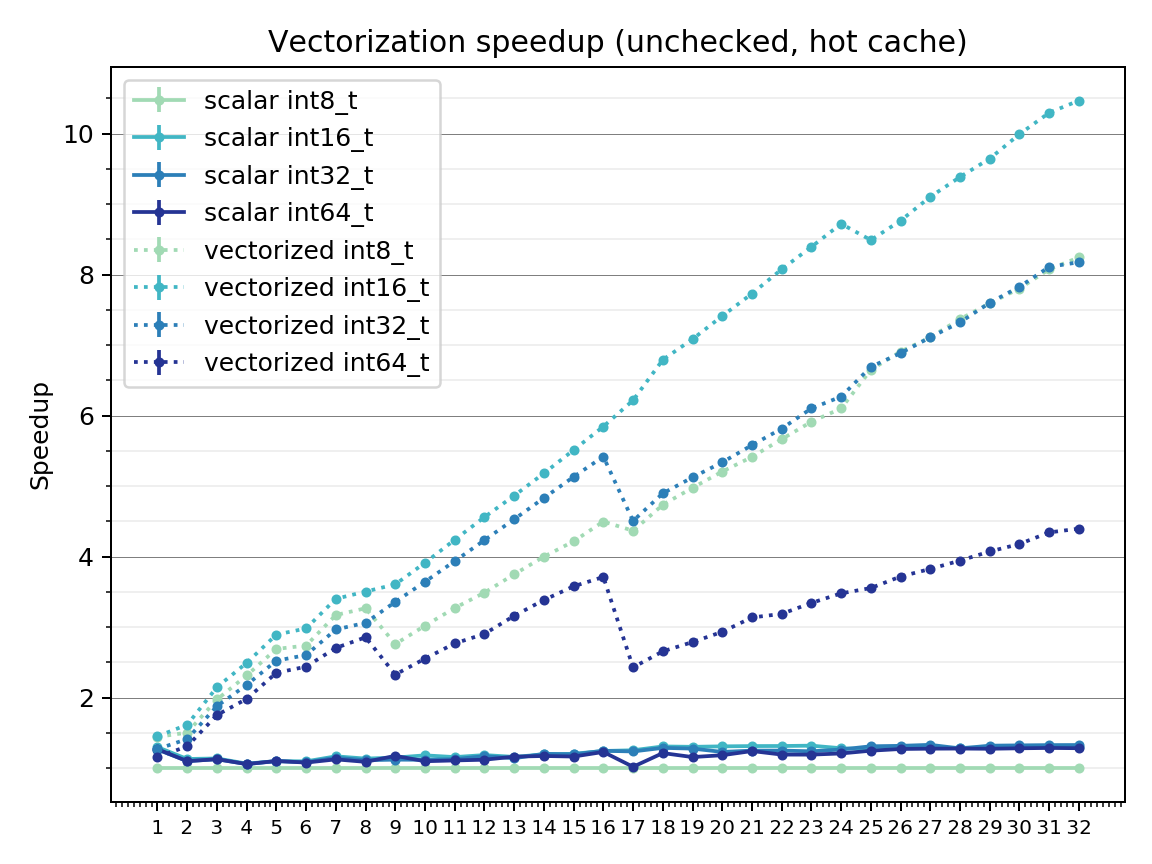 Vectorization speedup (unchecked, hot cache)
scalar int8_t
scalar int16_t
scalar int32_t
scalar int64_t
vectorized int8_t
vectorized int16_t
vectorized int32_t
vectorized int64_t
Speedup
10
8
6
4
2
1 2 3 4 5 6 7 8 9 10 11 12 13 14 15 16 17 18 19 20 21 22 23 24 25 26 27 28 29 30 31 32